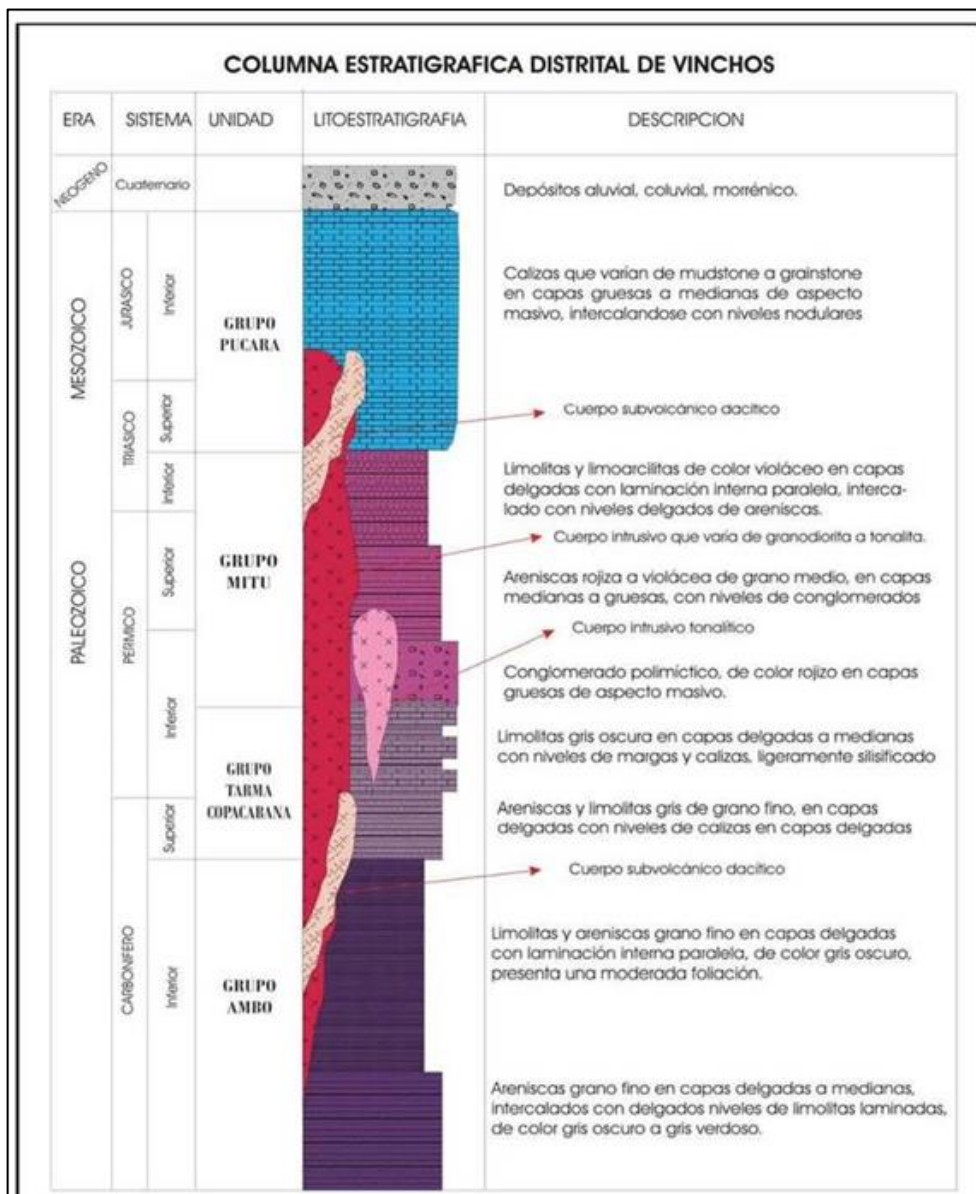 COLUMNA ESTRATIGRAFICA DISTRITAL DE VINCHOS
ERA
SISTEMA
UNIDAD
LITOESTRATIGRAFIA
DESCRIPCION
NEOGENO
Cuaternario
Depósitos aluvial, coluvial, morrénico.
MESOZOICO
JURASICO
Inferior
GRUPO
PUCARA
Calizas que varían de mudstone a grainstone
en capas gruesas a medianas de aspecto
masivo, intercalandose con niveles nodulares
TRIASICO
Superior
Cuerpo subvolcánico dacítico
Inferior
Limolitas y limoarcilitas de color violáceo en capas
delgadas con laminación interna paralela, interca-
lado con niveles delgados de areniscas.
PALEOZOICO
PERMICO
Superior
GRUPO
MITU
Cuerpo intrusivo que varía de granodiorita a tonalita.
Areniscas rojiza a violácea de grano medio, en capas
medianas a gruesas, con niveles de conglomerados
Cuerpo intrusivo tonalítico
Inferior
Conglomerado polimíctico, de color rojizo en capas
gruesas de aspecto masivo.
GRUPO
TARMA
COPACABANA
Limolitas gris oscura en capas delgadas a medianas
con niveles de margas y calizas, ligeramente silisificado
CARBONIFERO
Superior
Areniscas y limolitas gris de grano fino, en capas
delgadas con niveles de calizas en capas delgadas
Cuerpo subvolcánico dacítico
Inferior
GRUPO
AMBO
Limolitas y areniscas grano fino en capas delgadas
con laminación interna paralela, de color gris oscuro,
presenta una moderada foliación.
Areniscas grano fino en capas delgadas a medianas,
intercalados con delgados niveles de limolitas laminadas,
de color gris oscuro a gris verdoso.